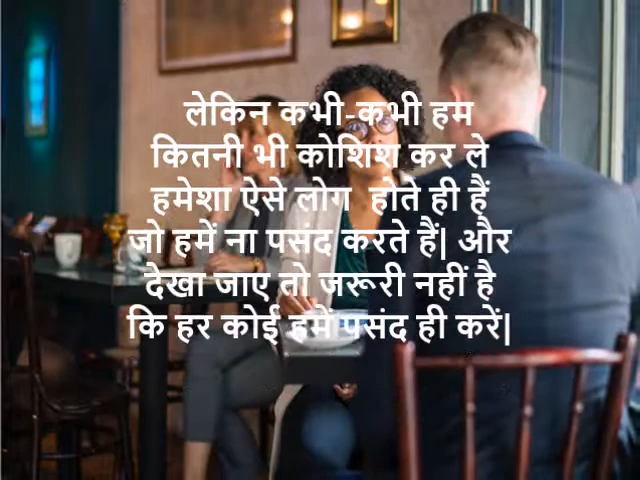 लेकिन कभी-कभी हम
कितनी भी कोशिश कर ले
हमेशा ऐसे लोग होते ही हैं
जो हमें ना पसंद करते हैं| और
देखा जाए तो जरूरी नहीं है
कि हर कोई हमें पसंद ही करें|